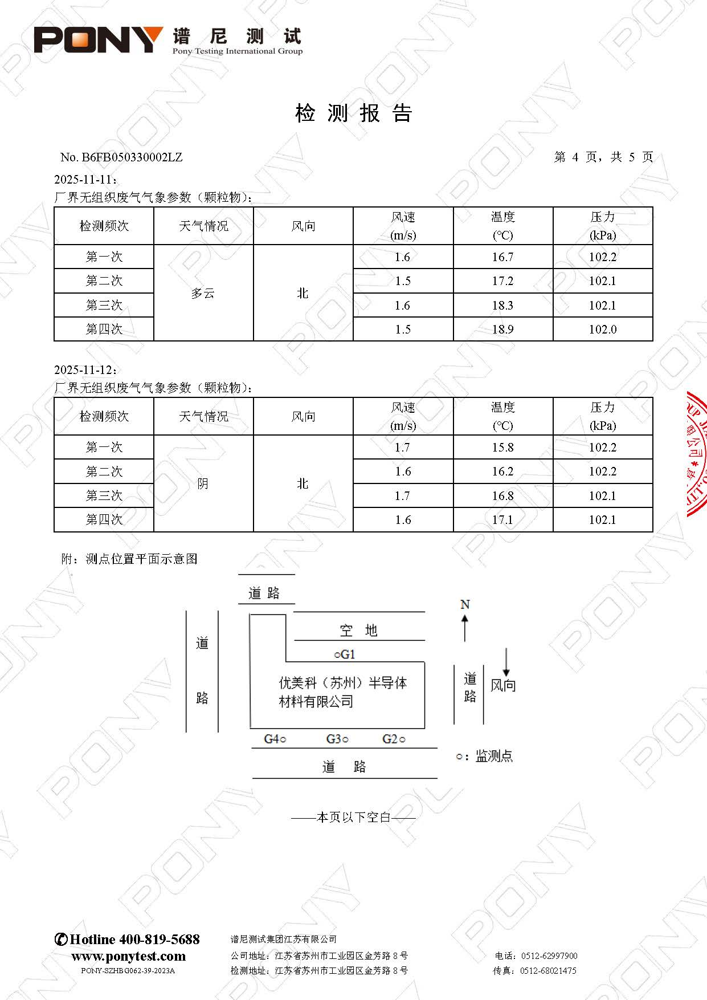 PONY 谱尼测试
Pony Testing International Group
检测报告
No. B6FB050330002LZ 第 4 页，共 5 页
2025-11-11：
厂界无组织废气气象参数（颗粒物）：
检测频次 天气情况 风向 风速 (m/s) 温度 (℃) 压力 (kPa)
第一次 多云 北 1.6 16.7 102.2
第二次 1.5 17.2 102.1
第三次 1.6 18.3 102.1
第四次 1.5 18.9 102.0
2025-11-12：
厂界无组织废气气象参数（颗粒物）：
检测频次 天气情况 风向 风速 (m/s) 温度 (℃) 压力 (kPa)
第一次 阴 北 1.7 15.8 102.2
第二次 1.6 16.2 102.2
第三次 1.7 16.8 102.1
第四次 1.6 17.1 102.1
附：测点位置平面示意图
道 路
N
空 地
道 路
G1
优美科（苏州）半导体
材料有限公司
道路
风向
G4 G3 G2
○：监测点
道 路
——本页以下空白——
Hotline 400-819-5688 谱尼测试集团江苏有限公司
www.ponytest.com 公司地址：江苏省苏州市工业园区金芳路 8 号 电话：0512-62997900
PONY-SZHBG062-39-2023A 检测地址：江苏省苏州市工业园区金芳路 8 号 传真：0512-68021475